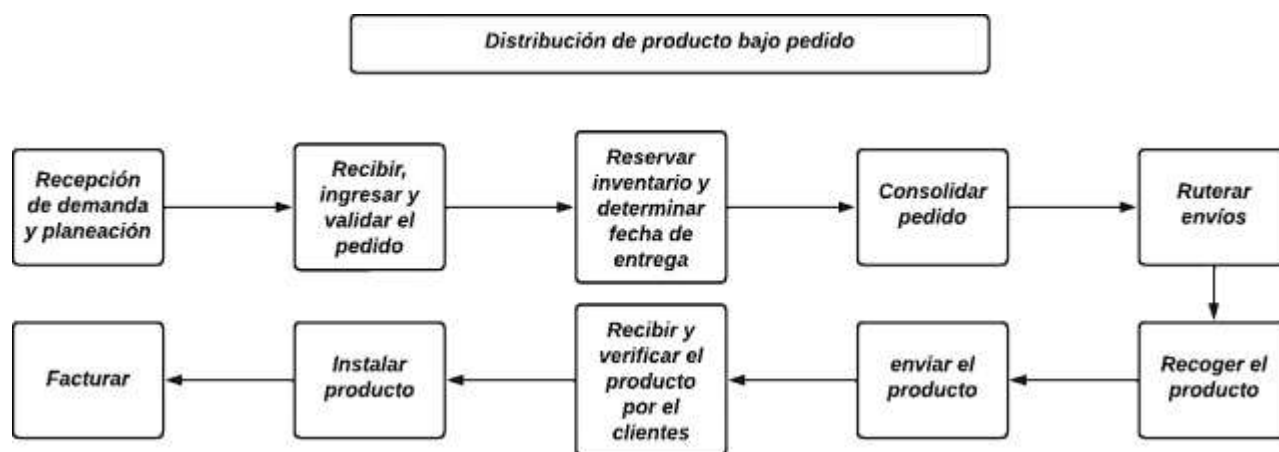 Distribución de producto bajo pedido
Recepción
de demanda
y planeación
Recibir,
ingresar y
validar el
pedido
Reservar
inventario y
determinar
fecha de
entrega
Consolidar
pedido
Ruterar
envíos
Recoger el
producto
enviar el
producto
Recibir y
verificar el
producto
por el
clientes
Instalar
producto
Facturar